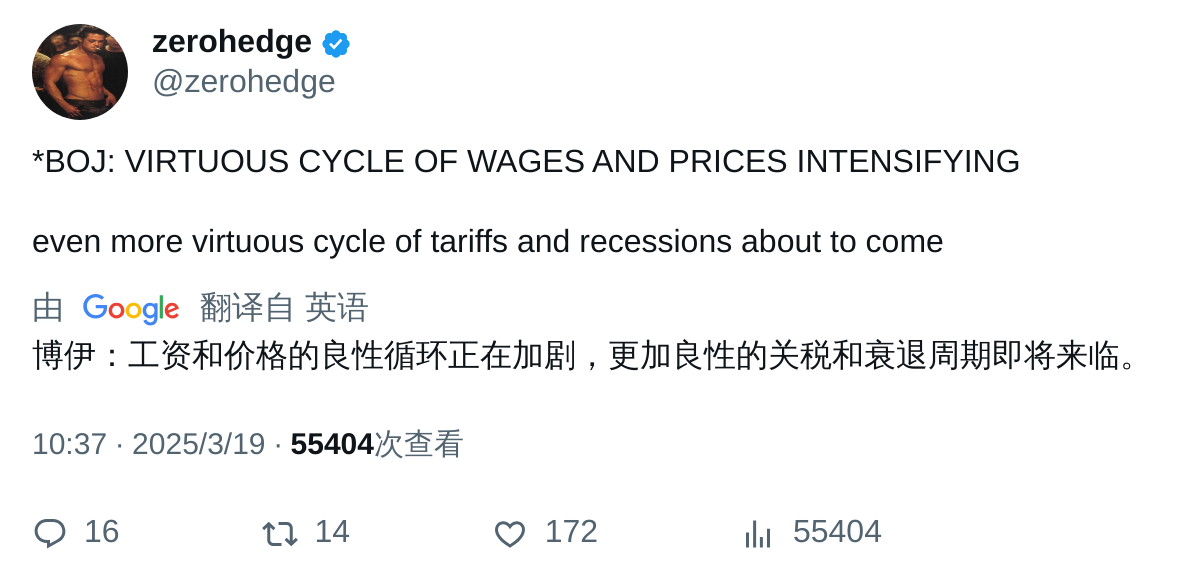 zerohedge
@zerohedge
*BOJ: VIRTUOUS CYCLE OF WAGES AND PRICES INTENSIFYING
even more virtuous cycle of tariffs and recessions about to come
由 Google 翻译自 英语
博伊：工资和价格的良性循环正在加剧，更加良性的关税和衰退周期即将来临。
10:37 · 2025/3/19 · 55404次查看
16 14 172 55404